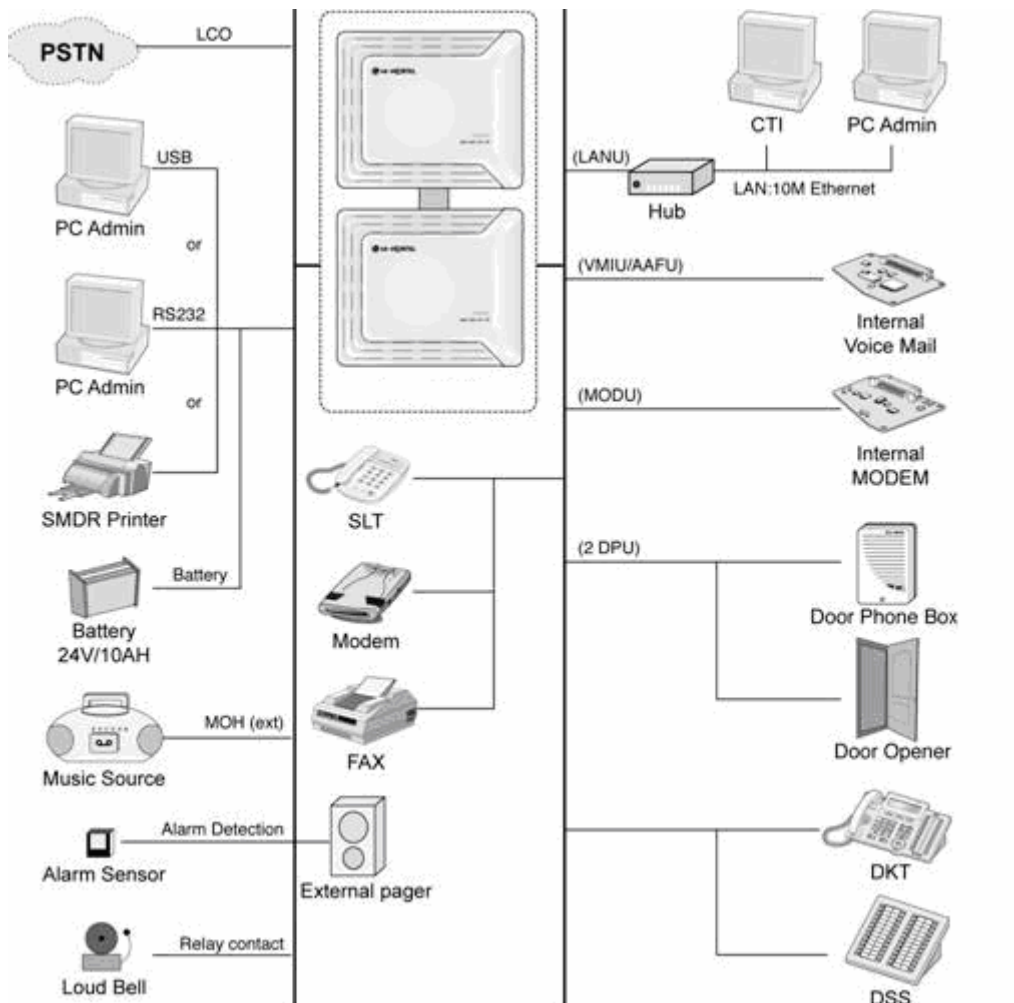 PSTN
LCO
USB
PC Admin
or
RS232
PC Admin
or
SMDR Printer
Battery
Battery
24V/10AH
MOH (ext)
Music Source
Alarm Detection
Alarm Sensor
Relay contact
Loud Bell
SLT
Modem
FAX
External pager
CTI
PC Admin
(LANU)
LAN:10M Ethernet
Hub
(VMIU/AAFU)
Internal
Voice Mail
(MODU)
Internal
MODEM
(2 DPU)
Door Phone Box
Door Opener
DKT
DSS